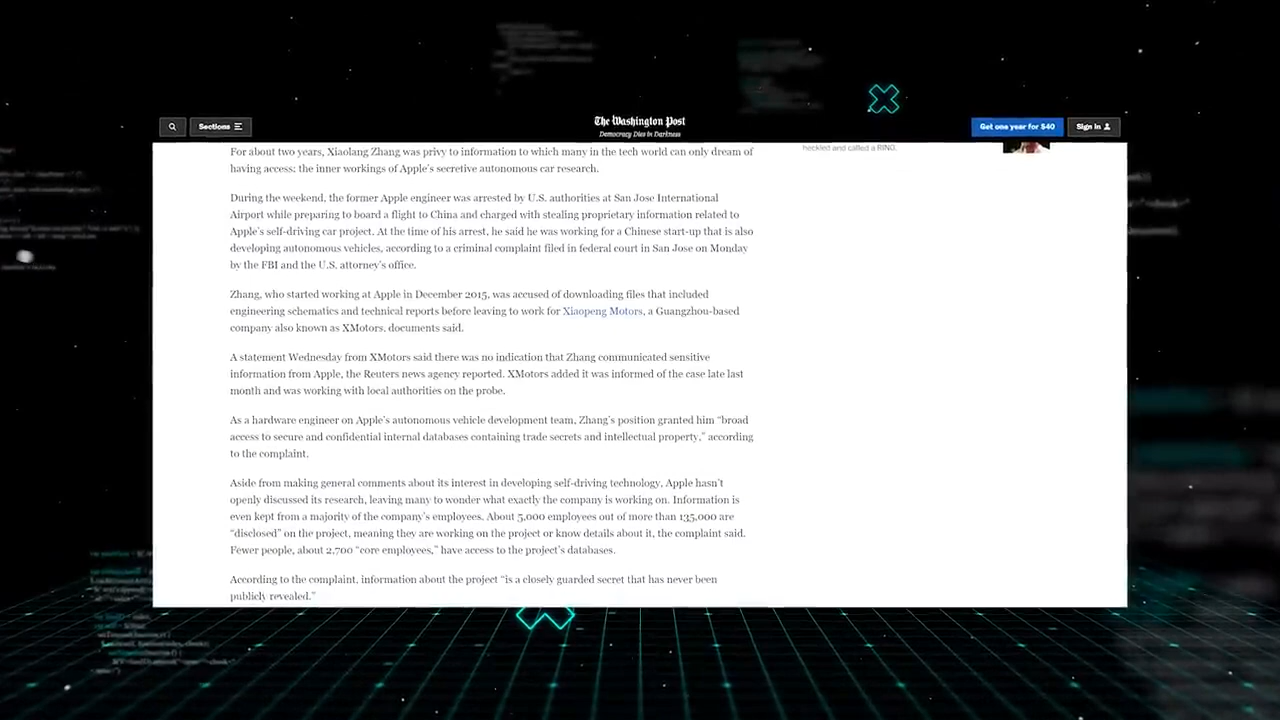 Sections
The Washington Post
Democracy Dies in Darkness
Get one year for $40
Sign in
heckled and called a RINO.
For about two years, Xiaolang Zhang was privy to information to which many in the tech world can only dream of
having access: the inner workings of Apple's secretive autonomous car research.
During the weekend, the former Apple engineer was arrested by U.S. authorities at San Jose International
Airport while preparing to board a flight to China and charged with stealing proprietary information related to
Apple's self-driving car project. At the time of his arrest, he said he was working for a Chinese start-up that is also
developing autonomous vehicles, according to a criminal complaint filed in federal court in San Jose on Monday
by the FBI and the U.S. attorney's office.
Zhang, who started working at Apple in December 2015, was accused of downloading files that included
engineering schematics and technical reports before leaving to work for Xiaopeng Motors, a Guangzhou-based
company also known as XMotors, documents said.
A statement Wednesday from XMotors said there was no indication that Zhang communicated sensitive
information from Apple, the Reuters news agency reported. XMotors added it was informed of the case late last
month and was working with local authorities on the probe.
As a hardware engineer on Apple's autonomous vehicle development team, Zhang's position granted him “broad
access to secure and confidential internal databases containing trade secrets and intellectual property,” according
to the complaint.
Aside from making general comments about its interest in developing self-driving technology, Apple hasn't
openly discussed its research, leaving many to wonder what exactly the company is working on. Information is
even kept from a majority of the company's employees. About 5,000 employees out of more than 135,000 are
“disclosed” on the project, meaning they are working on the project or know details about it, the complaint said.
Fewer people, about 2,700 “core employees,” have access to the project's databases.
According to the complaint, information about the project “is a closely guarded secret that has never been
publicly revealed.”